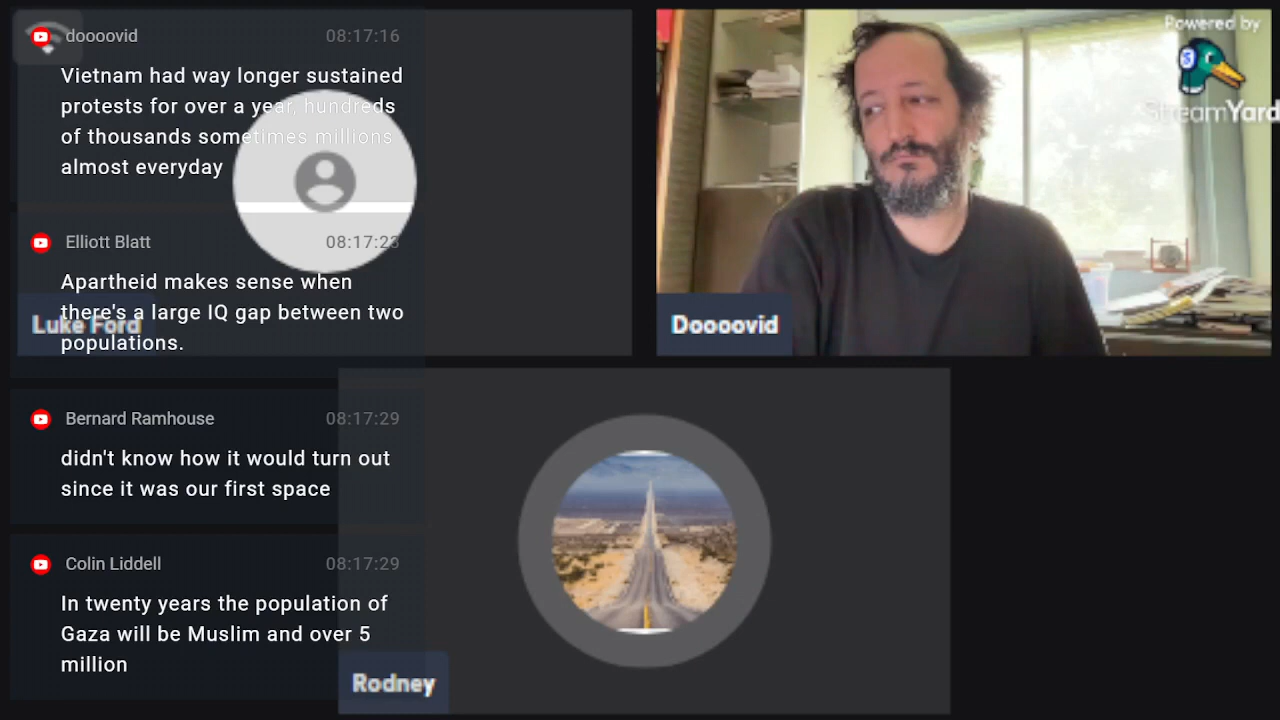 doooovid 08:17:16
Vietnam had way longer sustained
protests for over a year, hundreds
of thousands sometimes millions
almost everyday
Elliott Blatt 08:17:23
Apartheid makes sense when
there's a large IQ gap between two
populations.
Luke Ford
Bernard Ramhouse 08:17:29
didn't know how it would turn out
since it was our first space
Colin Liddell 08:17:29
In twenty years the population of
Gaza will be Muslim and over 5
million
Powered by
StreamYard
Doooovid
Rodney